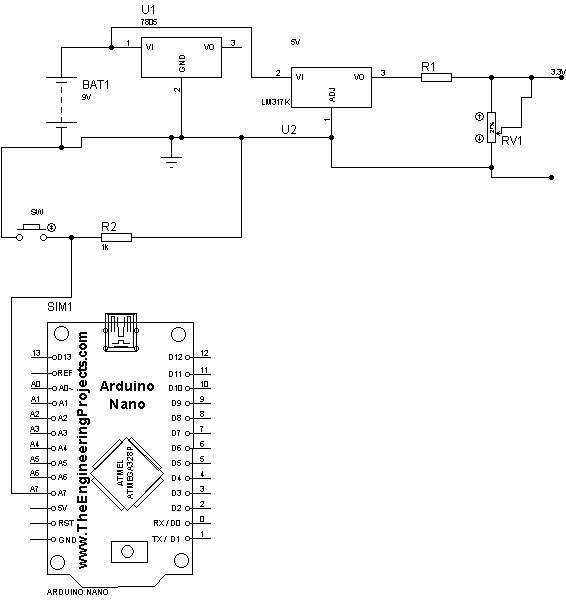 U1
7805
1 VI VO 3
GND
2
BAT1
9V
5V
2 VI VO 3
ADJ
1
LM317K
U2
R1
3.3V
27%
RV1
SW
R2
1K
SIM1
13 D13 D12 12
REF D11 11
A0 A0 D10 10
A1 A1 D9 9
A2 A2 D8 8
A3 A3 D7 7
A4 A4 D6 6
A5 A5 D5 5
A6 A6 D4 4
A7 A7 D3 3
5V D2 2
RST RX / D0 0
GND TX / D1 1
Arduino
Nano
www.TheEngineeringProjects.com
ATMEL
ATMEGA328P
ARDUINO NANO